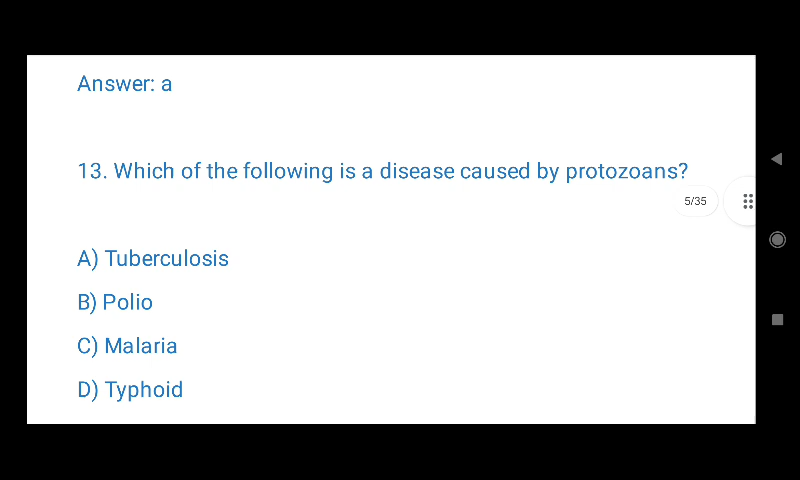 Answer: a
13. Which of the following is a disease caused by protozoans?
5/35
A) Tuberculosis
B) Polio
C) Malaria
D) Typhoid